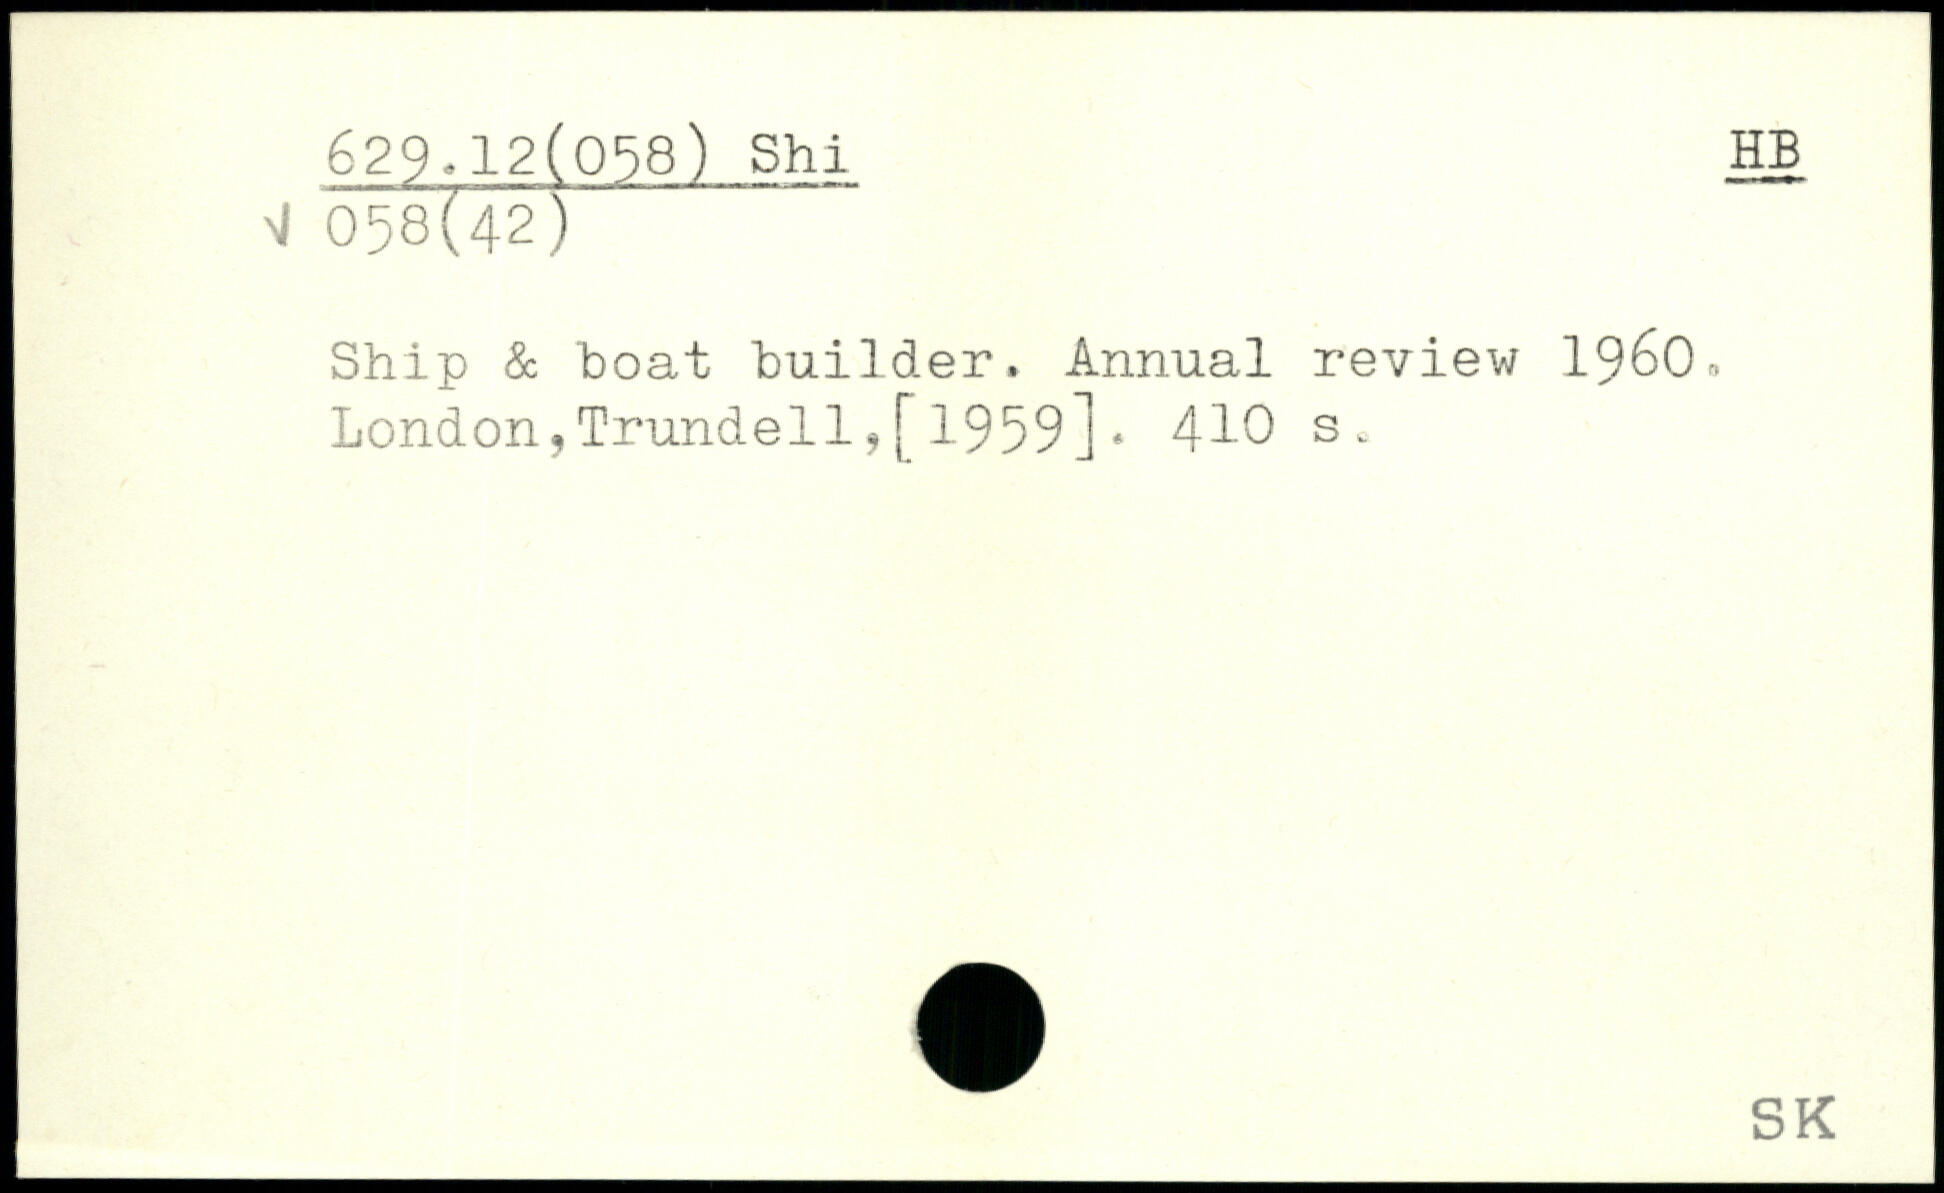 629.12(058) Shi HB
√ 058(42)
Ship & boat builder. Annual review 1960.
London,Trundell,[1959]. 410 s.
SK